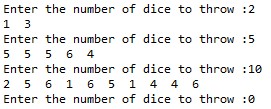 Enter the number of dice to throw :2
1  3
Enter the number of dice to throw :5
5  5  5  6  4
Enter the number of dice to throw :10
2  5  6  1  6  5  1  4  4  6
Enter the number of dice to throw :0